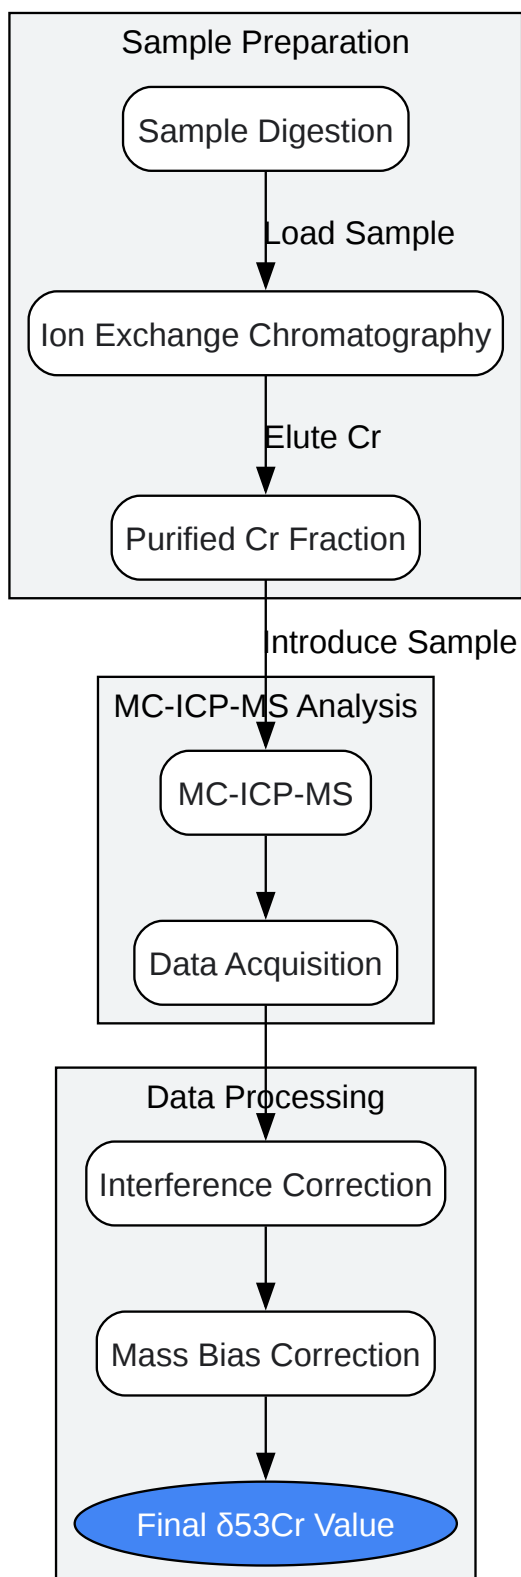 Sample Preparation
Sample Digestion
Load Sample
Ion Exchange Chromatography
Elute Cr
Purified Cr Fraction
Introduce Sample
MC-ICP-MS Analysis
MC-ICP-MS
Data Acquisition
Data Processing
Interference Correction
Mass Bias Correction
Final δ53Cr Value